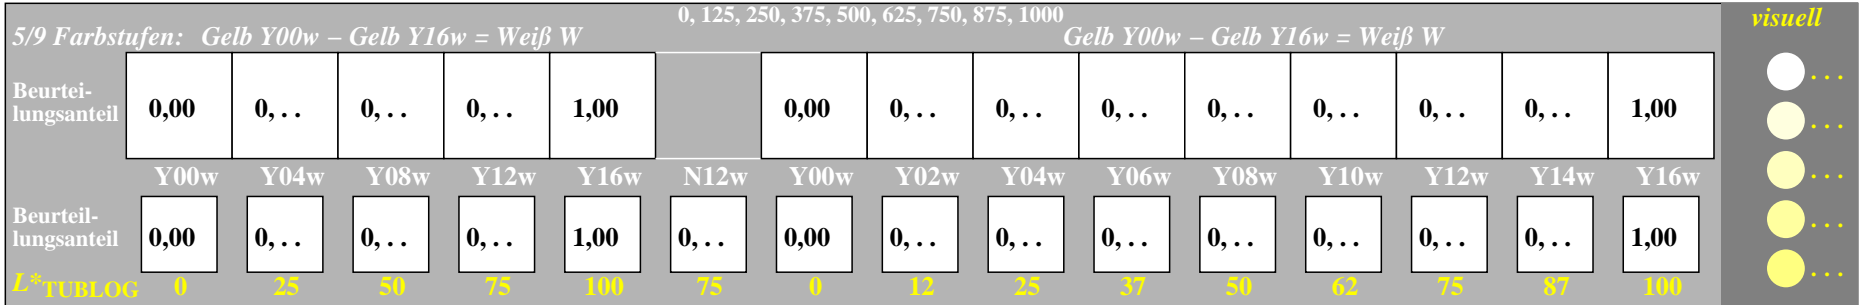 0, 125, 250, 375, 500, 625, 750, 875, 1000
visuell
5/9 Farbstufen: Gelb Y00w – Gelb Y16w = Weiß W Gelb Y00w – Gelb Y16w = Weiß W
Beurtei-
lungsanteil
0,00 0, . . 0, . . 0, . . 1,00 0,00 0, . . 0, . . 0, . . 0, . . 0, . . 0, . . 0, . . 1,00
Y00w Y04w Y08w Y12w Y16w N12w Y00w Y02w Y04w Y06w Y08w Y10w Y12w Y14w Y16w
Beurteil-
lungsanteil
0,00 0, . . 0, . . 0, . . 1,00 0, . . 0,00 0, . . 0, . . 0, . . 0, . . 0, . . 0, . . 0, . . 1,00
L*TUBLOG 0 25 50 75 100 75 0 12 25 37 50 62 75 87 100
. . .
. . .
. . .
. . .
. . .